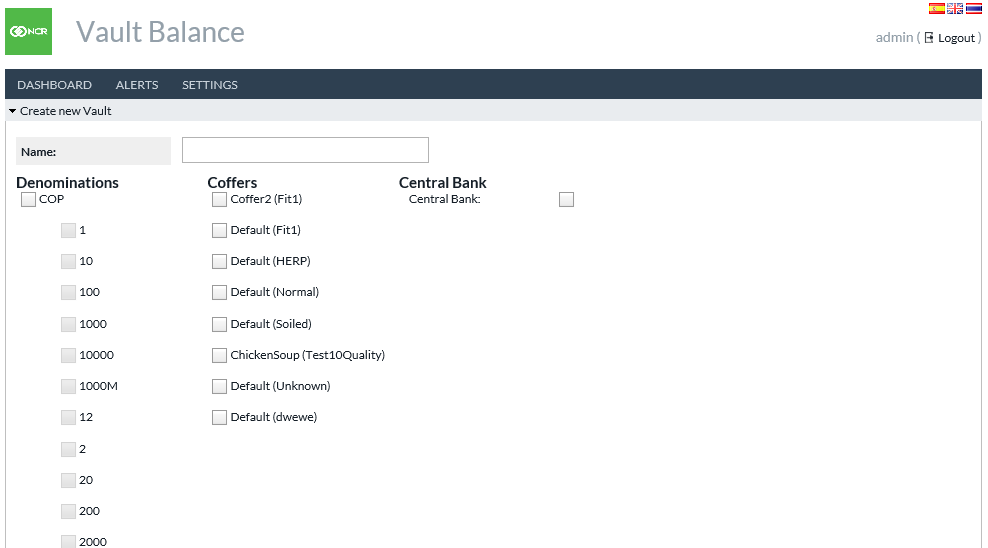 NCR
Vault Balance
admin ( Logout )
DASHBOARD ALERTS SETTINGS
Create new Vault
Name:
Denominations Coffers Central Bank
COP Coffer2 (Fit1) Central Bank:
1 Default (Fit1)
10 Default (HERP)
100 Default (Normal)
1000 Default (Soiled)
10000 ChickenSoup (Test10Quality)
1000M Default (Unknown)
12 Default (dwewe)
2
20
200
2000